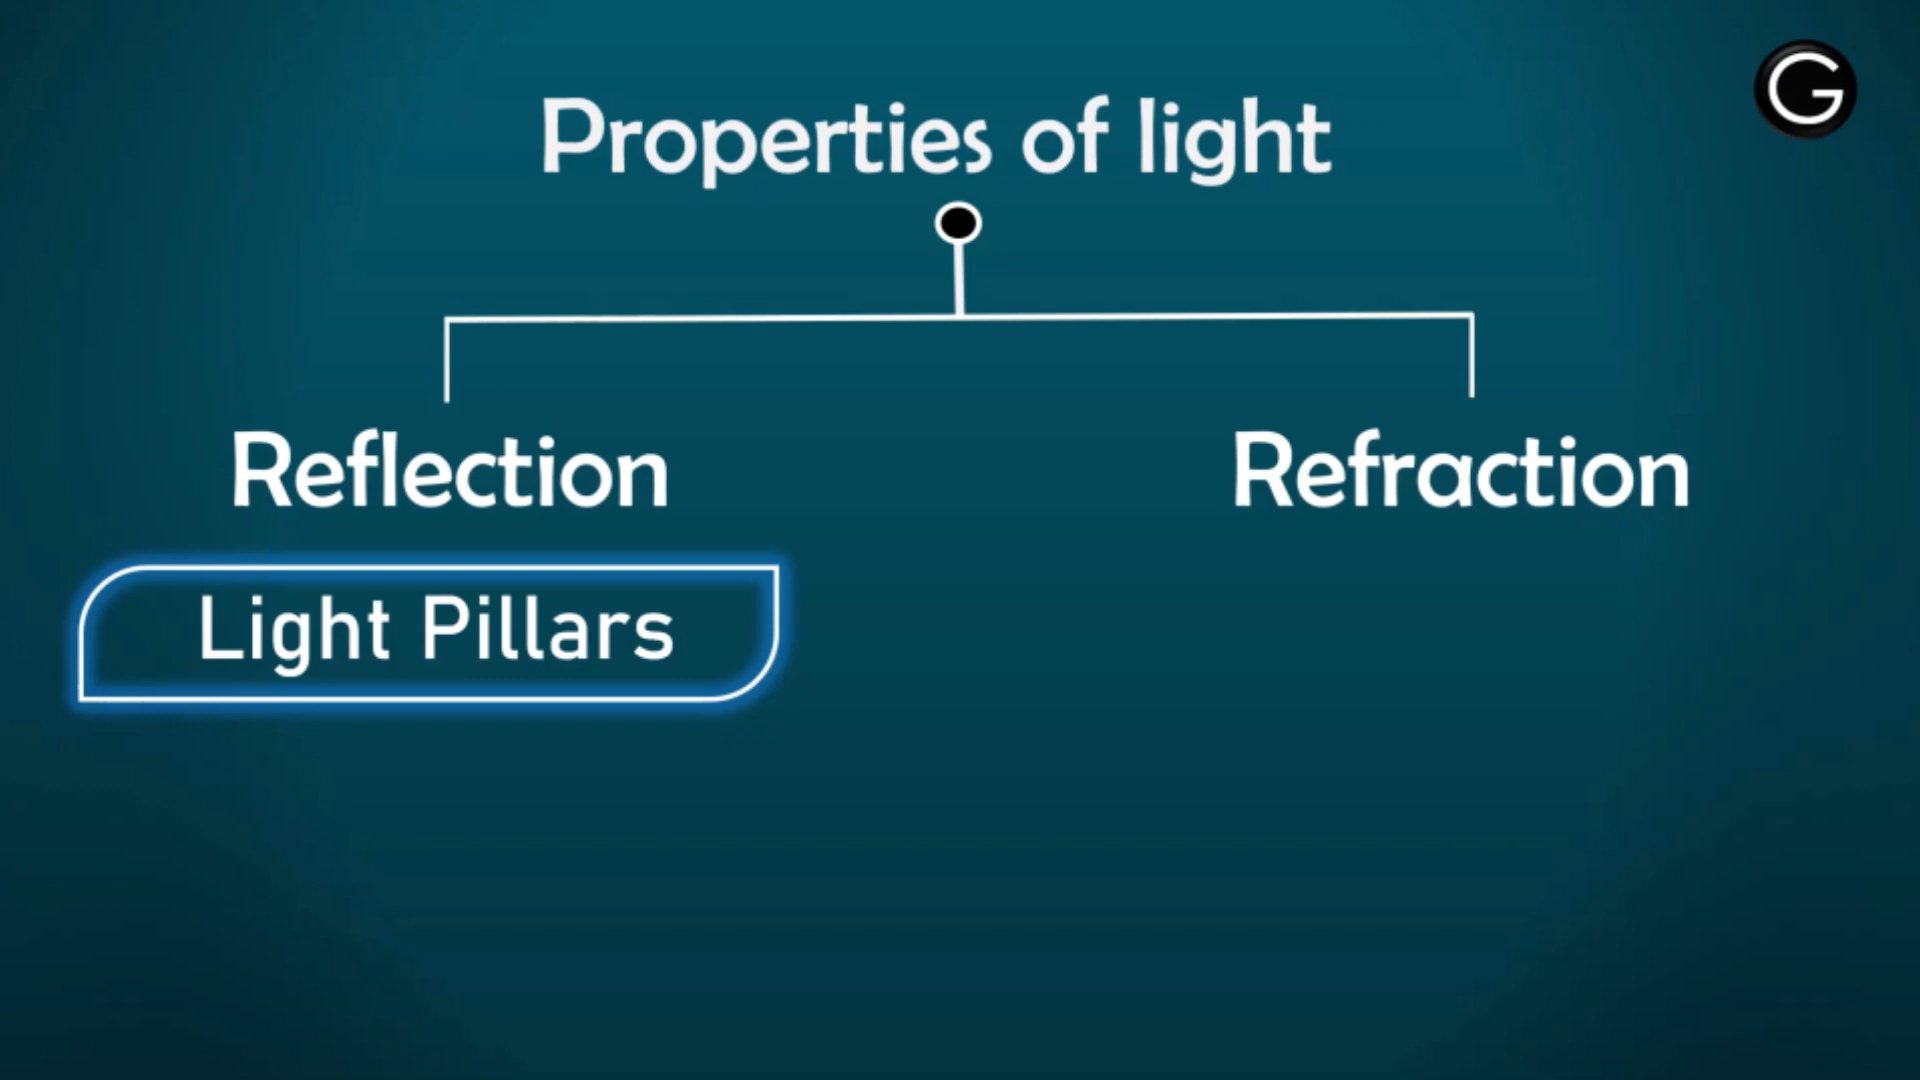 Properties of light
G
Reflection
Refraction
Light Pillars